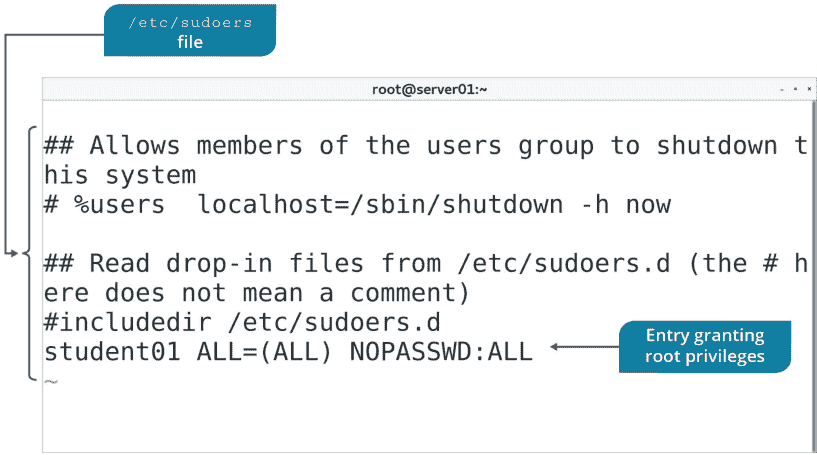 /etc/sudoers
file
root@server01:~
## Allows members of the users group to shutdown t
his system
# %users  localhost=/sbin/shutdown -h now
## Read drop-in files from /etc/sudoers.d (the # h
ere does not mean a comment)
#includedir /etc/sudoers.d
student01 ALL=(ALL) NOPASSWD:ALL
~
Entry granting
root privileges